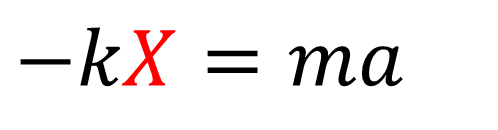 −kX = ma